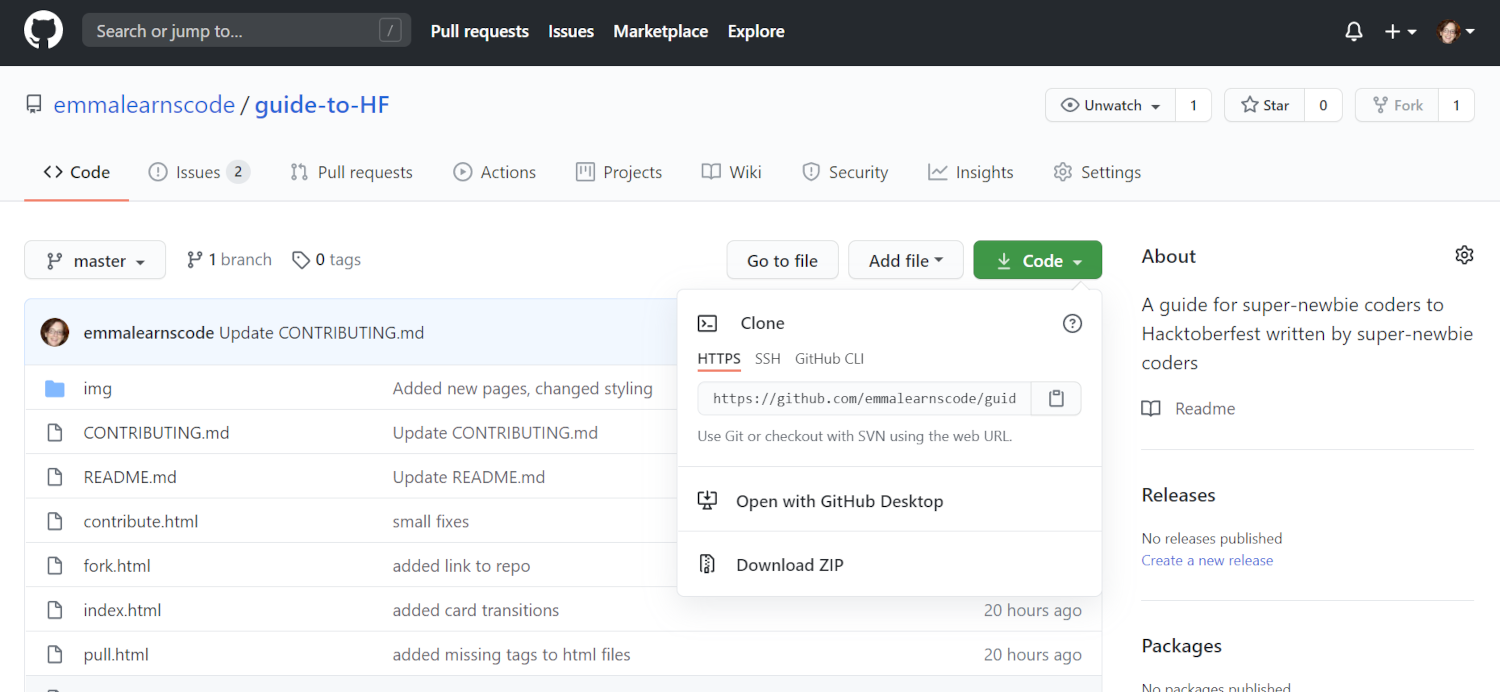 Search or jump to... /
Pull requests Issues Marketplace Explore
emmalearnscode / guide-to-HF
Unwatch 1 Star 0 Fork 1
Code Issues 2 Pull requests Actions Projects Wiki Security Insights Settings
master 1 branch 0 tags
Go to file Add file Code
emmalearnscode Update CONTRIBUTING.md
img Added new pages, changed styling
CONTRIBUTING.md Update CONTRIBUTING.md
README.md Update README.md
contribute.html small fixes
fork.html added link to repo
index.html added card transitions 20 hours ago
pull.html added missing tags to html files 20 hours ago
Clone
HTTPS SSH GitHub CLI
https://github.com/emmalearnscode/guid
Use Git or checkout with SVN using the web URL.
Open with GitHub Desktop
Download ZIP
About
A guide for super-newbie coders to
Hacktoberfest written by super-newbie
coders
Readme
Releases
No releases published
Create a new release
Packages
No packages published